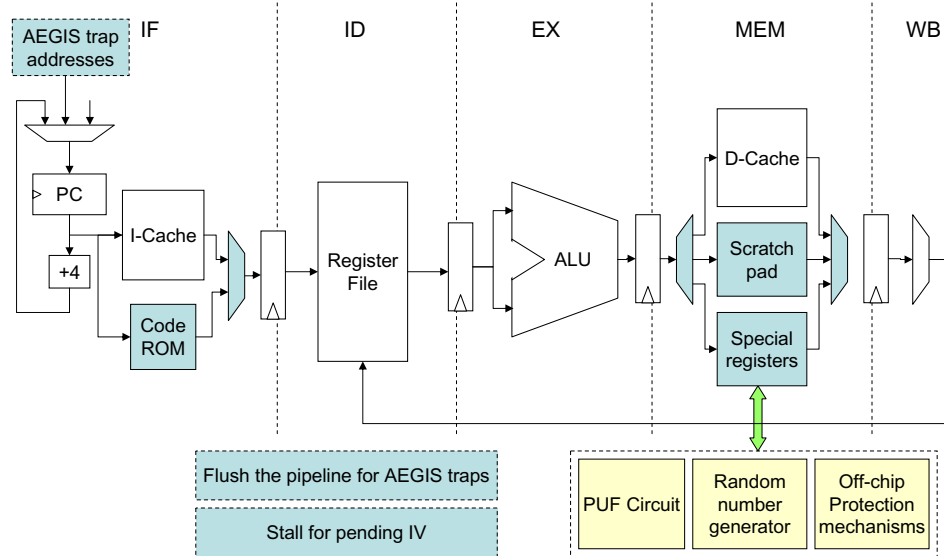 IF
ID
EX
MEM
WB
AEGIS trap
addresses
PC
+4
I-Cache
Code
ROM
Register
File
ALU
D-Cache
Scratch
pad
Special
registers
Flush the pipeline for AEGIS traps
Stall for pending IV
PUF Circuit
Random
number
generator
Off-chip
Protection
mechanisms